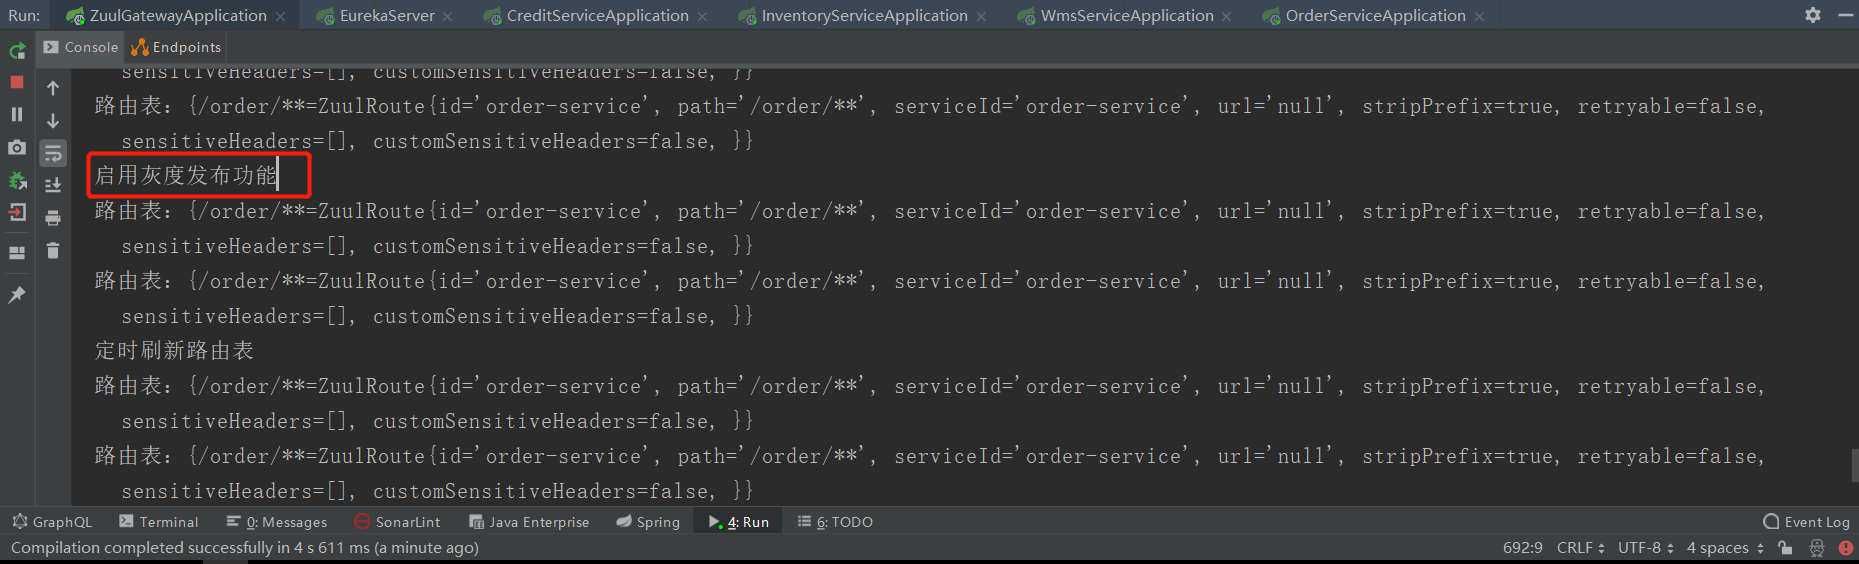 Run: ZuulGatewayApplication EurekaServer CreditServiceApplication InventoryServiceApplication WmsServiceApplication OrderServiceApplication
Console Endpoints
sensitiveHeaders=[], customSensitiveHeaders=false, }}
路由表：{/order/**=ZuulRoute{id='order-service', path='/order/**', serviceId='order-service', url='null', stripPrefix=true, retryable=false,
sensitiveHeaders=[], customSensitiveHeaders=false, }}
启用灰度发布功能
路由表：{/order/**=ZuulRoute{id='order-service', path='/order/**', serviceId='order-service', url='null', stripPrefix=true, retryable=false,
sensitiveHeaders=[], customSensitiveHeaders=false, }}
路由表：{/order/**=ZuulRoute{id='order-service', path='/order/**', serviceId='order-service', url='null', stripPrefix=true, retryable=false,
sensitiveHeaders=[], customSensitiveHeaders=false, }}
定时刷新路由表
路由表：{/order/**=ZuulRoute{id='order-service', path='/order/**', serviceId='order-service', url='null', stripPrefix=true, retryable=false,
sensitiveHeaders=[], customSensitiveHeaders=false, }}
路由表：{/order/**=ZuulRoute{id='order-service', path='/order/**', serviceId='order-service', url='null', stripPrefix=true, retryable=false,
sensitiveHeaders=[], customSensitiveHeaders=false, }}
GraphQL Terminal 0: Messages SonarLint Java Enterprise Spring 4: Run 6: TODO Event Log
Compilation completed successfully in 4 s 611 ms (a minute ago) 692:9 CRLF UTF-8 4 spaces